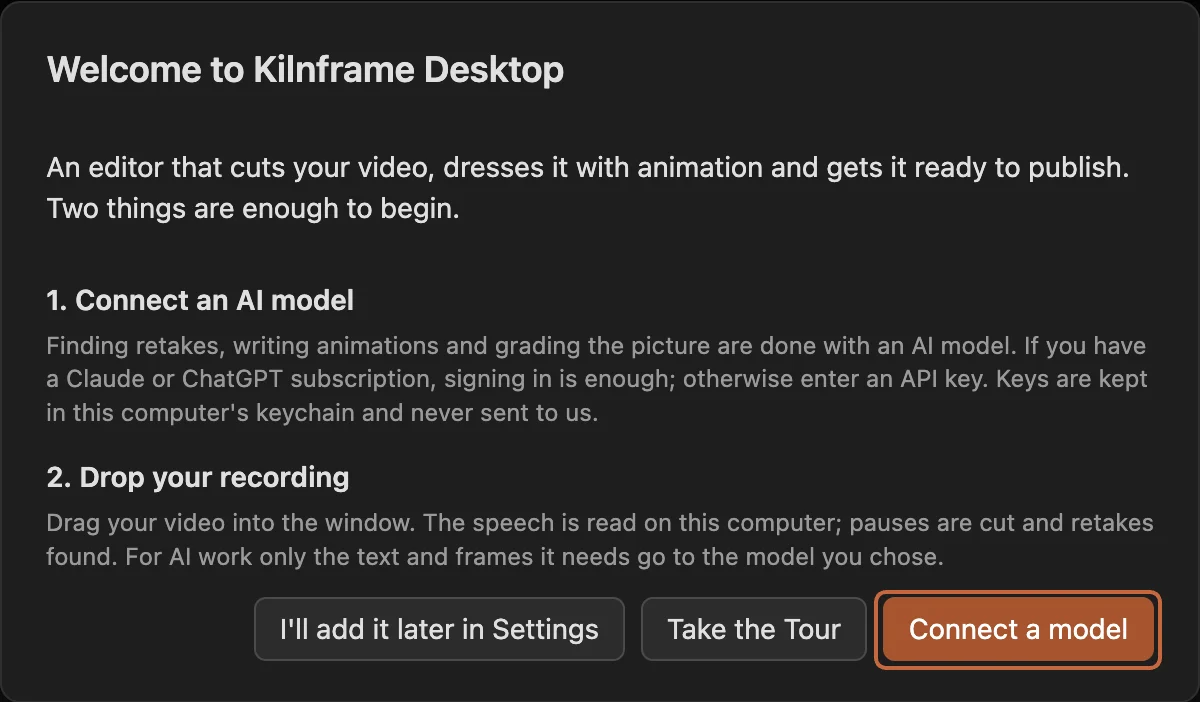 Welcome to Kilnframe Desktop
An editor that cuts your video, dresses it with animation and gets it ready to publish.
Two things are enough to begin.
1. Connect an AI model
Finding retakes, writing animations and grading the picture are done with an AI model. If you have
a Claude or ChatGPT subscription, signing in is enough; otherwise enter an API key. Keys are kept
in this computer's keychain and never sent to us.
2. Drop your recording
Drag your video into the window. The speech is read on this computer; pauses are cut and retakes
found. For AI work only the text and frames it needs go to the model you chose.
I'll add it later in Settings
Take the Tour
Connect a model